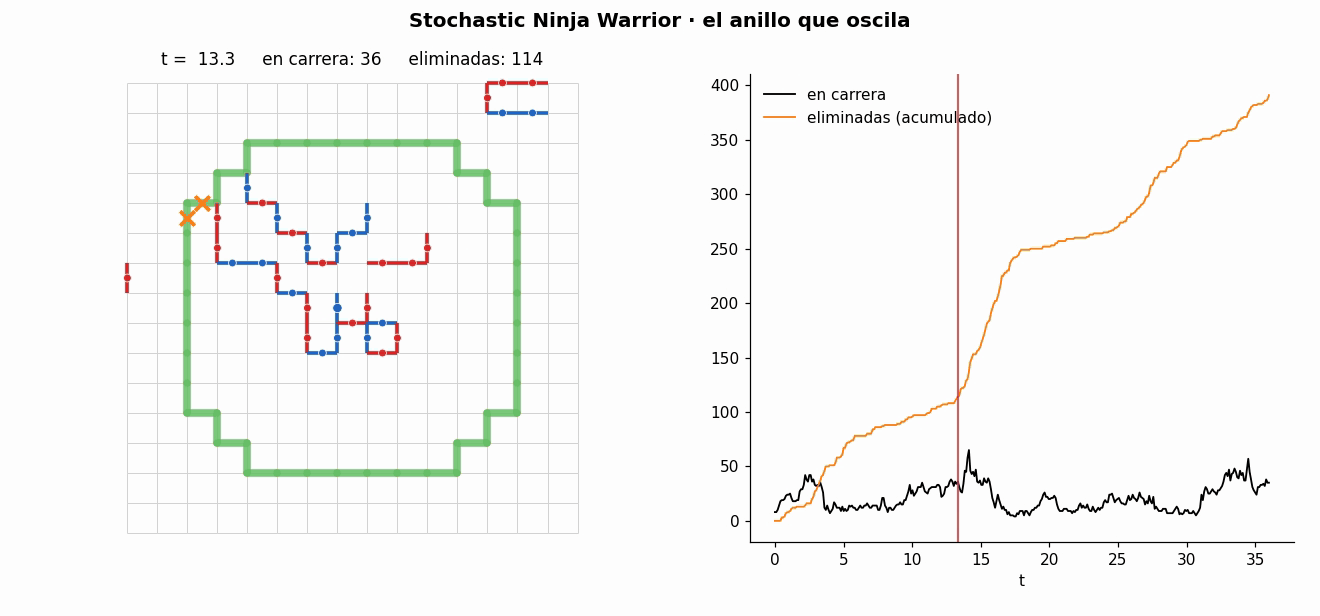 Stochastic Ninja Warrior · el anillo que oscila
t = 13.3 en carrera: 36 eliminadas: 114
en carrera
eliminadas (acumulado)
400
350
300
250
200
150
100
50
0
0 5 10 15 20 25 30 35
t